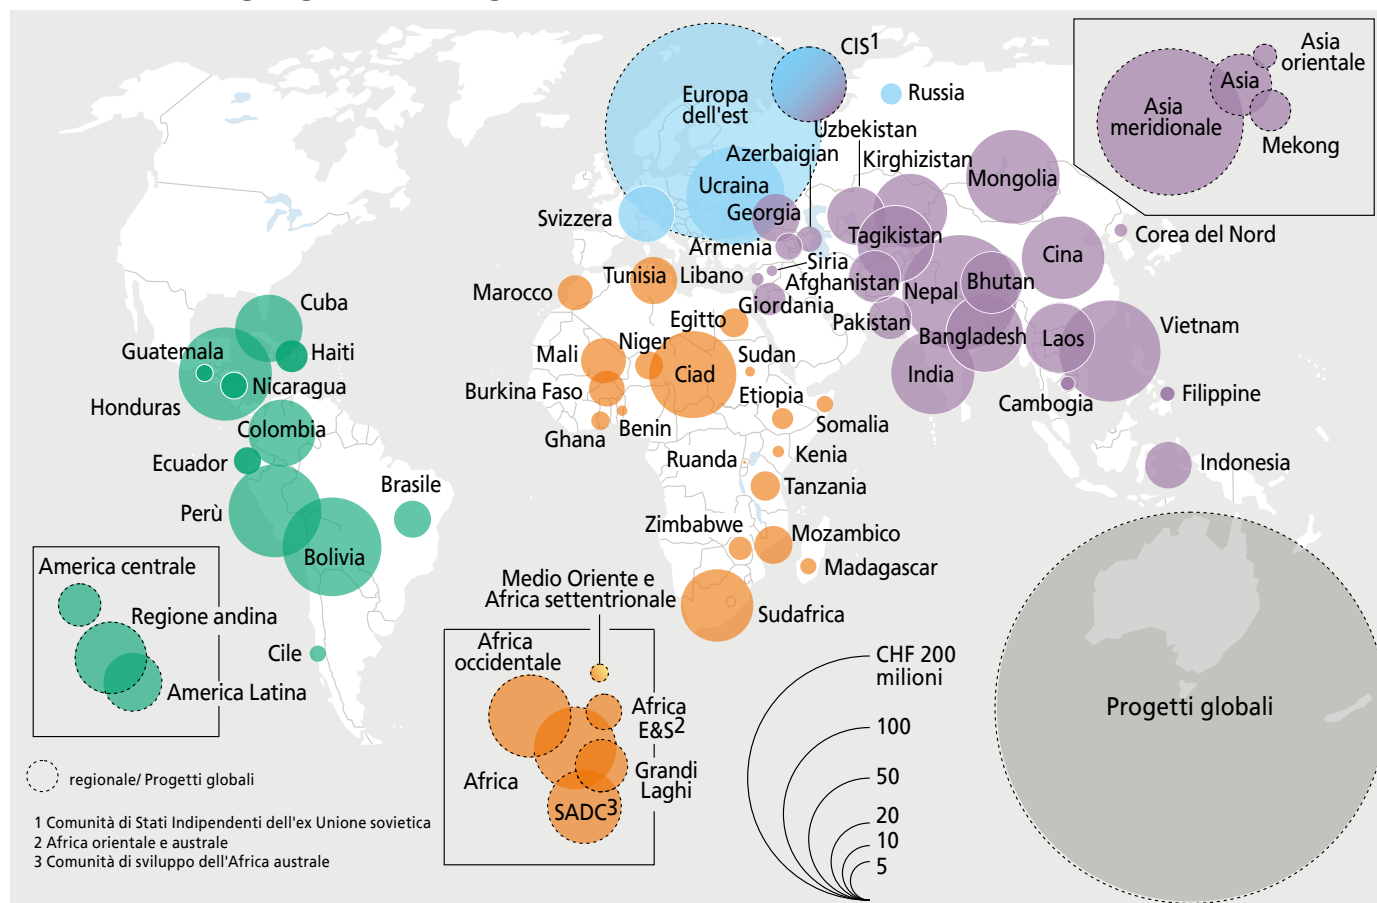 CIS1
Europa
dell'est
Russia
Uzbekistan
Azerbaigian
Kirghizistan
Mongolia
Ucraina
Svizzera
Georgia
Armenia
Tagikistan
Cina
Corea del Nord
Asia
orientale
Asia
Asia
meridionale
Mekong
Marocco
Tunisia
Libano
Siria
Giordania
Afghanistan
Nepal
Bhutan
Pakistan
Bangladesh
Laos
Vietnam
India
Cambogia
Filippine
Indonesia
Egitto
Niger
Mali
Ciad
Sudan
Burkina Faso
Etiopia
Ghana
Benin
Somalia
Ruanda
Kenia
Tanzania
Zimbabwe
Mozambico
Madagascar
Sudafrica
Cuba
Guatemala
Haiti
Nicaragua
Honduras
Colombia
Ecuador
Brasile
Perù
Bolivia
Cile
America centrale
Regione andina
America Latina
Medio Oriente e
Africa settentrionale
Africa
occidentale
Africa
E&S2
Africa
Grandi
Laghi
SADC3
CHF 200
milioni
100
50
20
10
5
Progetti globali
regionale/ Progetti globali
1 Comunità di Stati Indipendenti dell'ex Unione sovietica
2 Africa orientale e australe
3 Comunità di sviluppo dell'Africa australe